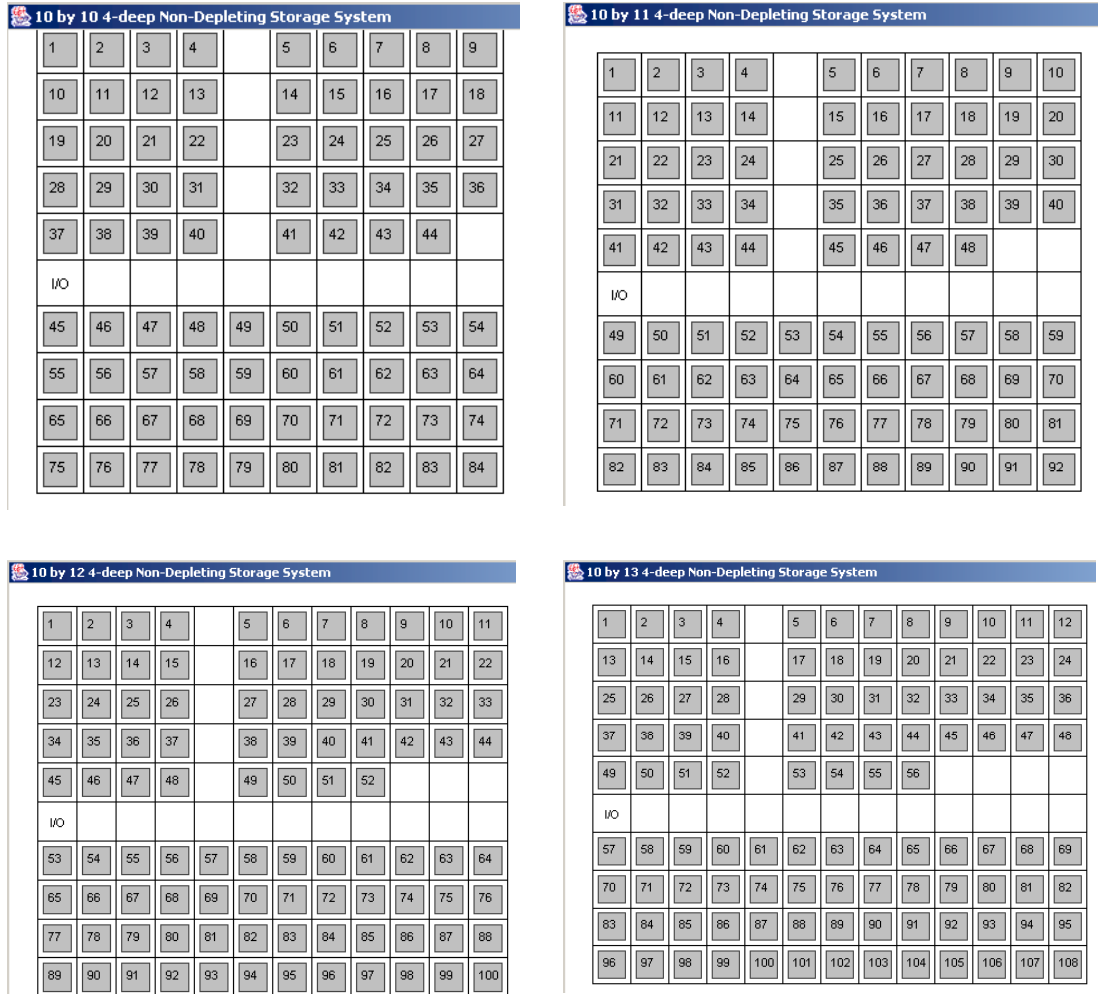 10 by 10 4-deep Non-Depleting Storage System
1 2 3 4 5 6 7 8 9
10 11 12 13 14 15 16 17 18
19 20 21 22 23 24 25 26 27
28 29 30 31 32 33 34 35 36
37 38 39 40 41 42 43 44
I/O
45 46 47 48 49 50 51 52 53 54
55 56 57 58 59 60 61 62 63 64
65 66 67 68 69 70 71 72 73 74
75 76 77 78 79 80 81 82 83 84
10 by 11 4-deep Non-Depleting Storage System
1 2 3 4 5 6 7 8 9 10
11 12 13 14 15 16 17 18 19 20
21 22 23 24 25 26 27 28 29 30
31 32 33 34 35 36 37 38 39 40
41 42 43 44 45 46 47 48
I/O
49 50 51 52 53 54 55 56 57 58 59
60 61 62 63 64 65 66 67 68 69 70
71 72 73 74 75 76 77 78 79 80 81
82 83 84 85 86 87 88 89 90 91 92
10 by 12 4-deep Non-Depleting Storage System
1 2 3 4 5 6 7 8 9 10 11
12 13 14 15 16 17 18 19 20 21 22
23 24 25 26 27 28 29 30 31 32 33
34 35 36 37 38 39 40 41 42 43 44
45 46 47 48 49 50 51 52
I/O
53 54 55 56 57 58 59 60 61 62 63 64
65 66 67 68 69 70 71 72 73 74 75 76
77 78 79 80 81 82 83 84 85 86 87 88
89 90 91 92 93 94 95 96 97 98 99 100
10 by 13 4-deep Non-Depleting Storage System
1 2 3 4 5 6 7 8 9 10 11 12
13 14 15 16 17 18 19 20 21 22 23 24
25 26 27 28 29 30 31 32 33 34 35 36
37 38 39 40 41 42 43 44 45 46 47 48
49 50 51 52 53 54 55 56
I/O
57 58 59 60 61 62 63 64 65 66 67 68 69
70 71 72 73 74 75 76 77 78 79 80 81 82
83 84 85 86 87 88 89 90 91 92 93 94 95
96 97 98 99 100 101 102 103 104 105 106 107 108